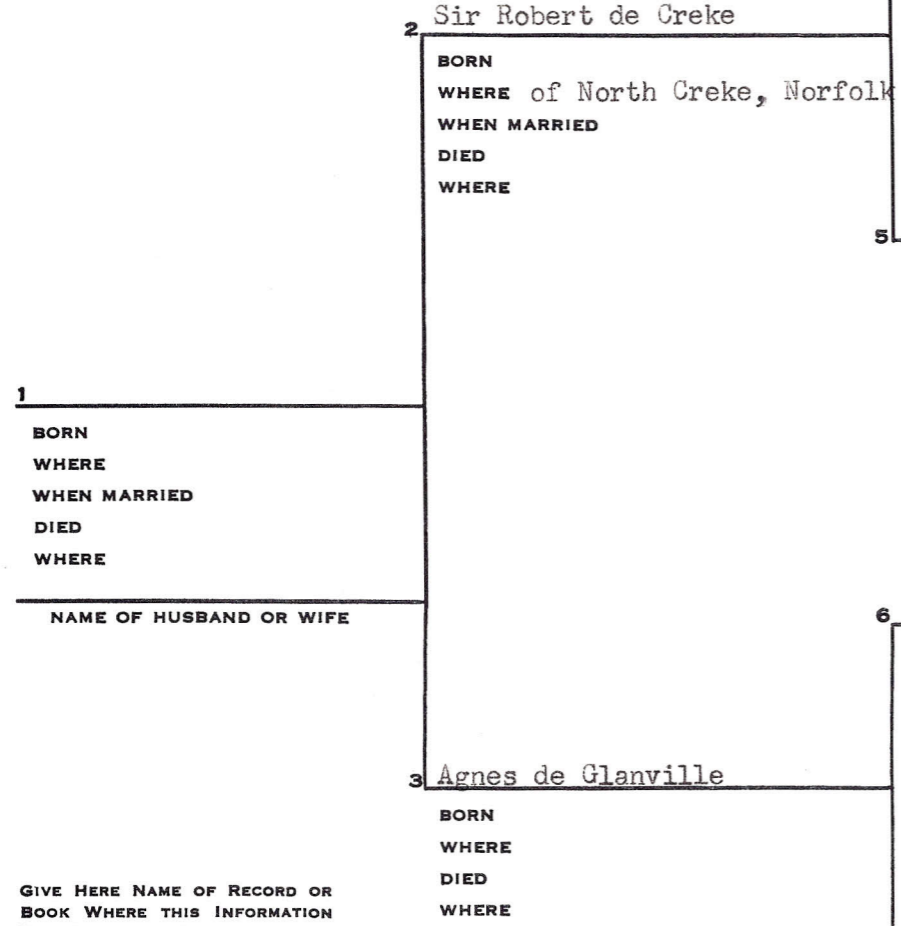 2 Sir Robert de Creke
BORN
WHERE of North Creke, Norfolk
WHEN MARRIED
DIED
WHERE
5
1
BORN
WHERE
WHEN MARRIED
DIED
WHERE
NAME OF HUSBAND OR WIFE
6
3 Agnes de Glanville
BORN
WHERE
DIED
WHERE
GIVE HERE NAME OF RECORD OR
BOOK WHERE THIS INFORMATION